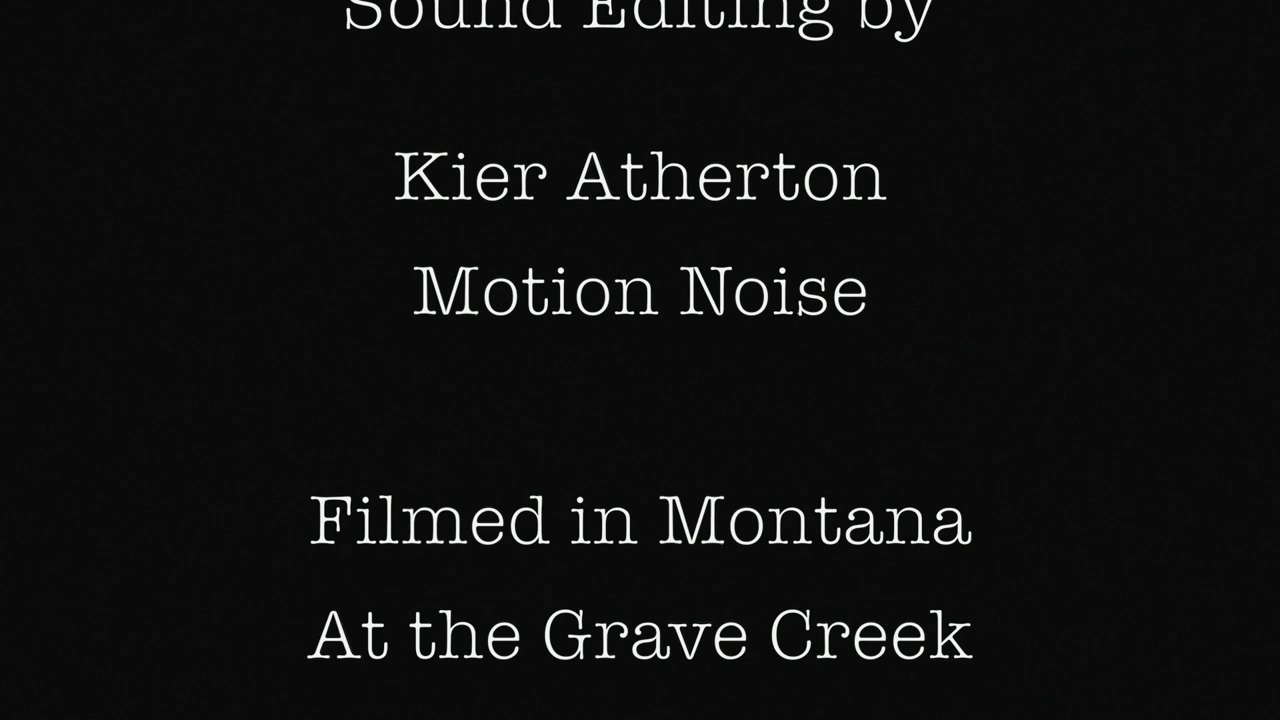 Sound Editing by
Kier Atherton
Motion Noise
Filmed in Montana
At the Grave Creek